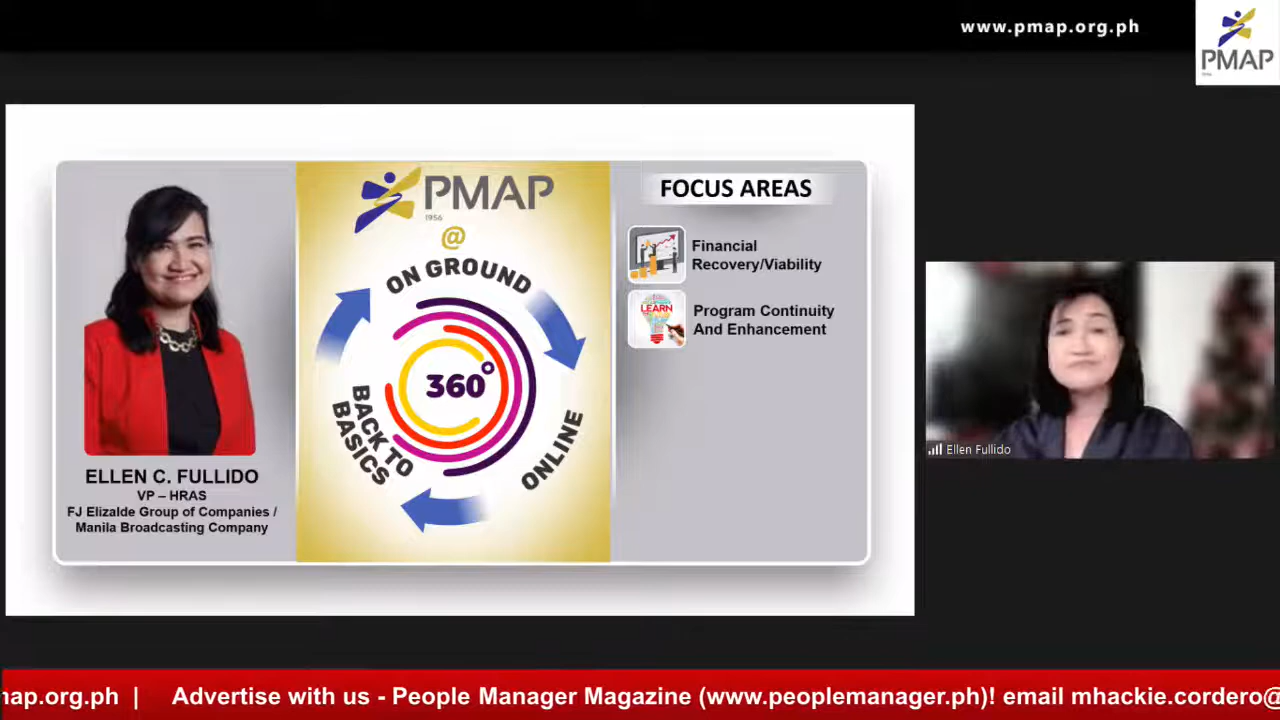 www.pmap.org.ph
PMAP
1956
PMAP
1956
@
ON GROUND
ONLINE
BACK TO
BASICS
360°
ELLEN C. FULLIDO
VP – HRAS
FJ Elizalde Group of Companies /
Manila Broadcasting Company
FOCUS AREAS
Financial
Recovery/Viability
LEARN
Program Continuity
And Enhancement
Ellen Fullido
map.org.ph | Advertise with us - People Manager Magazine (www.peoplemanager.ph)! email mhackie.cordero@